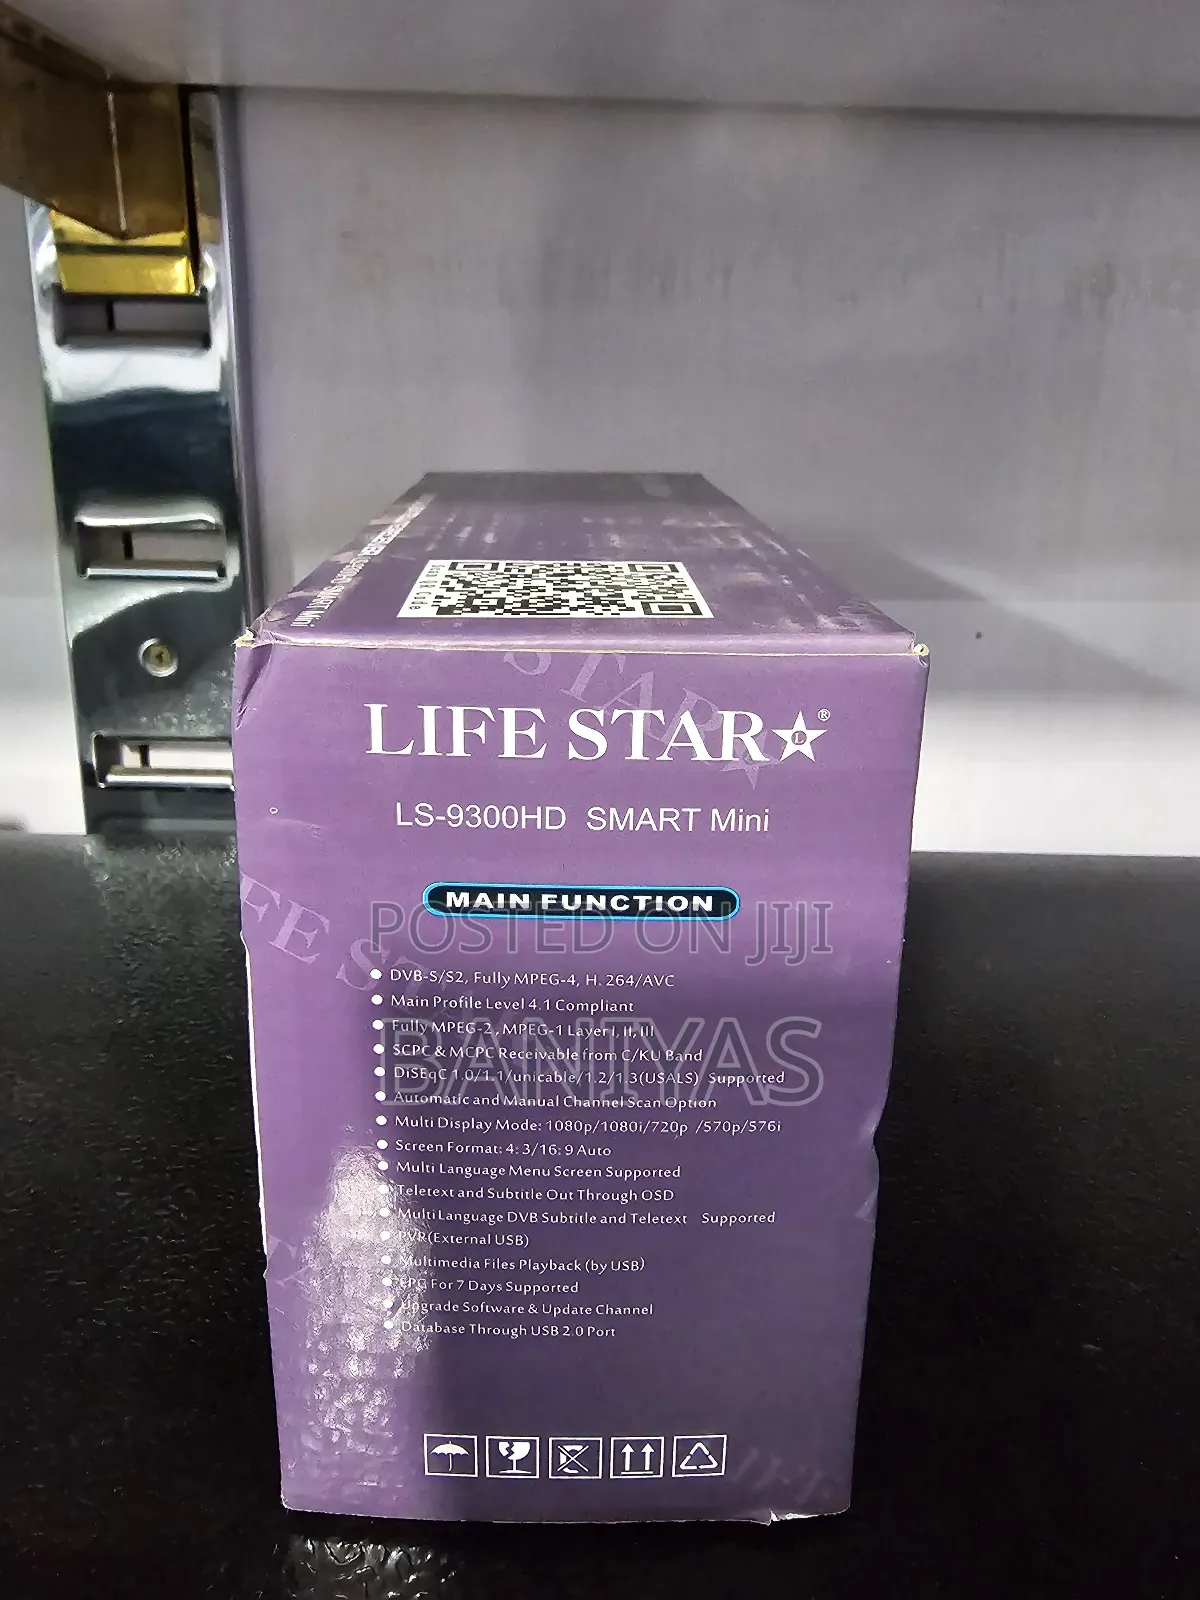 SMART Mini
Scan QR code
LIFE STAR L ®
LS-9300HD SMART Mini
MAIN FUNCTION
POSTED ON JIJI
● DVB-S/S2, Fully MPEG-4, H. 264/AVC
● Main Profile Level 4.1 Compliant
● Fully MPEG-2, MPEG-1 Layer I, II, III
BANIYAS
● SCPC & MCPC Receivable from C/KU Band
● DiSEqC 1.0/1.1/unicable/1.2/1.3(USALS) Supported
● Automatic and Manual Channel Scan Option
● Multi Display Mode: 1080p/1080i/720p /570p/576i
● Screen Format: 4: 3/16: 9 Auto
● Multi Language Menu Screen Supported
● Teletext and Subtitle Out Through OSD
● Multi Language DVB Subtitle and Teletext Supported
● PVR(External USB)
● Multimedia Files Playback (by USB)
● EPG For 7 Days Supported
● Upgrade Software & Update Channel
● Database Through USB 2.0 Port